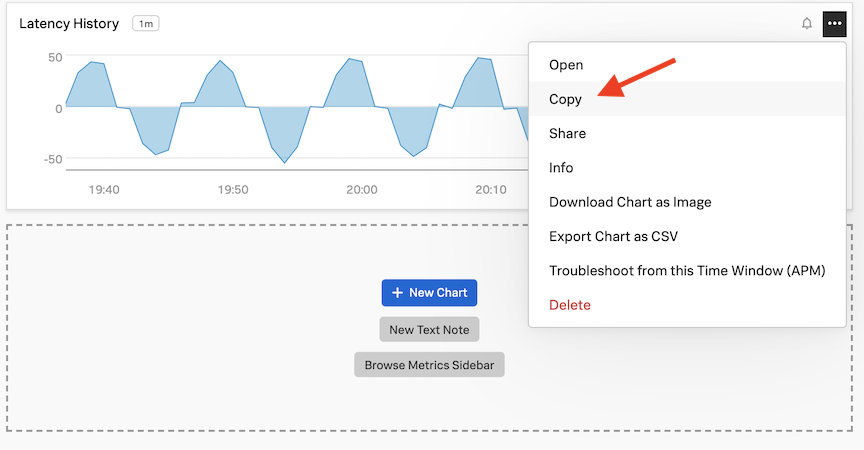 Latency History 1m
...
50
0
-50
19:40 19:50 20:00 20:10
Open
Copy
Share
Info
Download Chart as Image
Export Chart as CSV
Troubleshoot from this Time Window (APM)
Delete
+ New Chart
New Text Note
Browse Metrics Sidebar